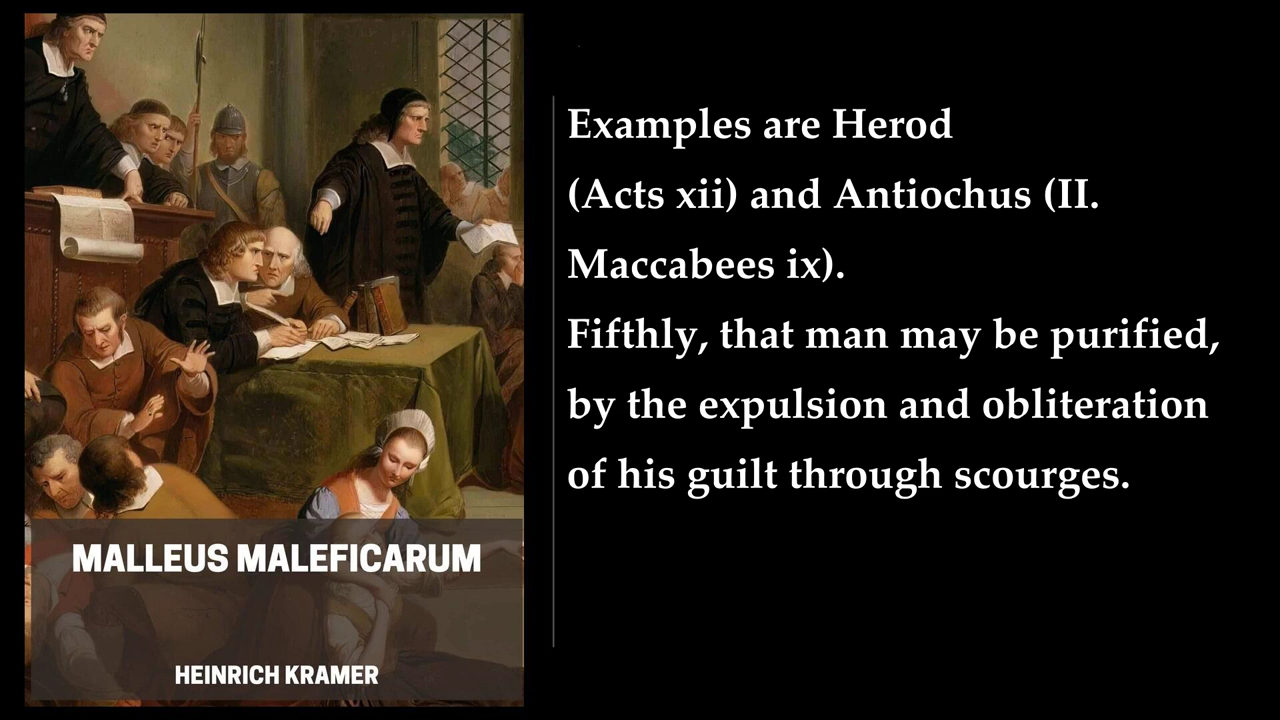 Examples are Herod
(Acts xii) and Antiochus (II.
Maccabees ix).
Fifthly, that man may be purified,
by the expulsion and obliteration
of his guilt through scourges.
MALLEUS MALEFICARUM
HEINRICH KRAMER